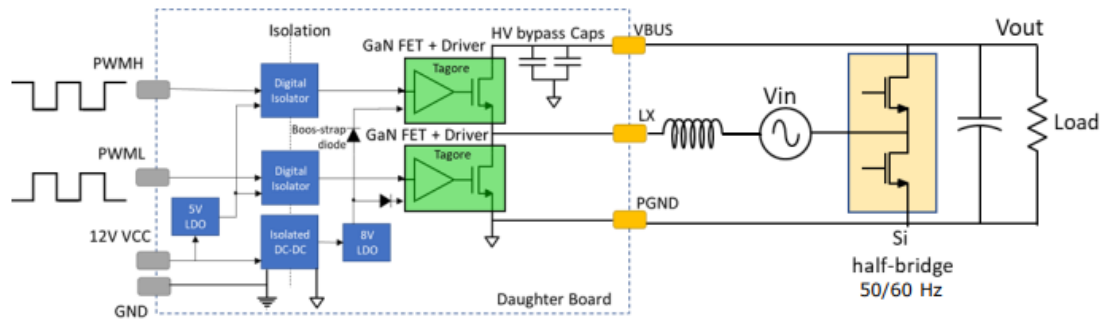 Isolation
HV bypass Caps
VBUS
Vout
GaN FET + Driver
PWMH
Tagore
Digital
Isolator
LX
Vin
Load
Boos-strap
diode
GaN FET + Driver
PWML
Tagore
Digital
Isolator
5V
LDO
PGND
12V VCC
Isolated
DC-DC
8V
LDO
Si
half-bridge
50/60 Hz
GND
Daughter Board